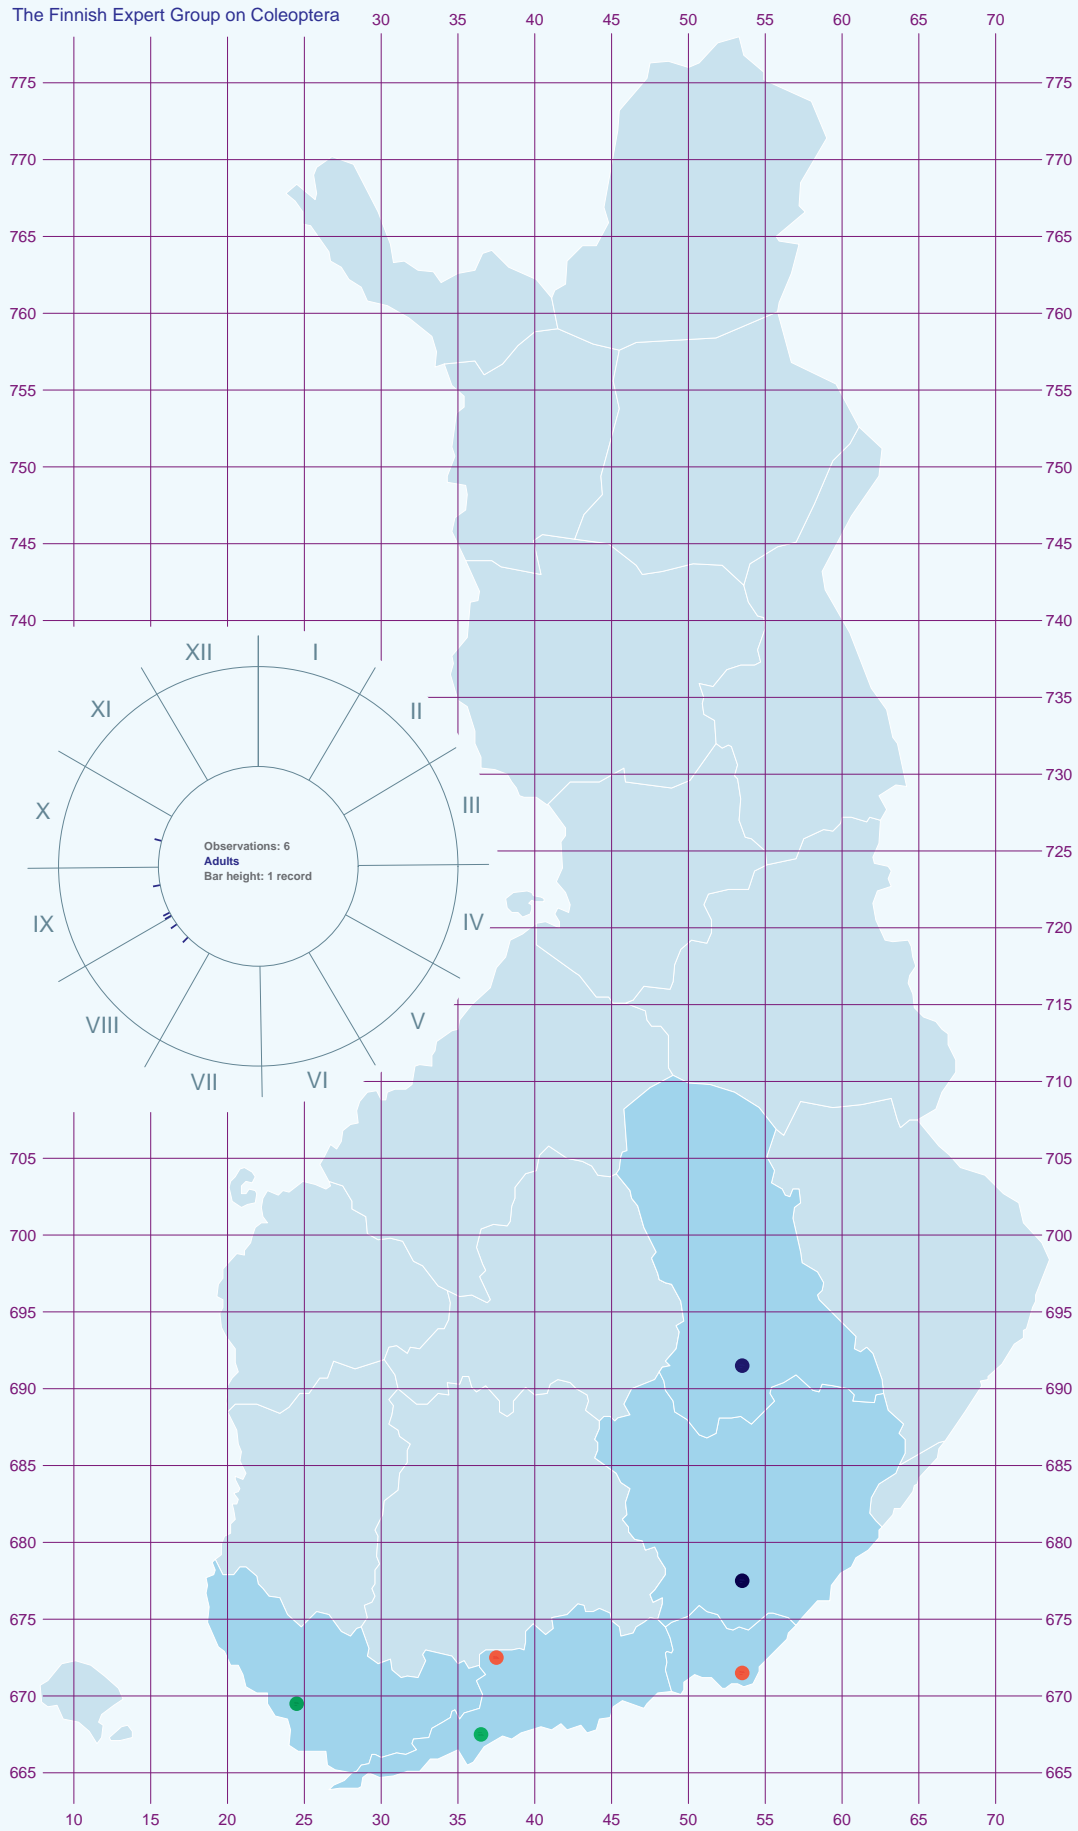 The Finnish Expert Group on Coleoptera
30 35 40 45 50 55 60 65 70
775 775
770 770
765 765
760 760
755 755
750 750
745 745
740 740
XII I
XI II
735
730
X III
725
Observations: 6
Adults
Bar height: 1 record
IX IV
720
715
VIII V
VII VI
710
705 705
700 700
695 695
690 690
685 685
680 680
675 675
670 670
665 665
10 15 20 25 30 35 40 45 50 55 60 65 70